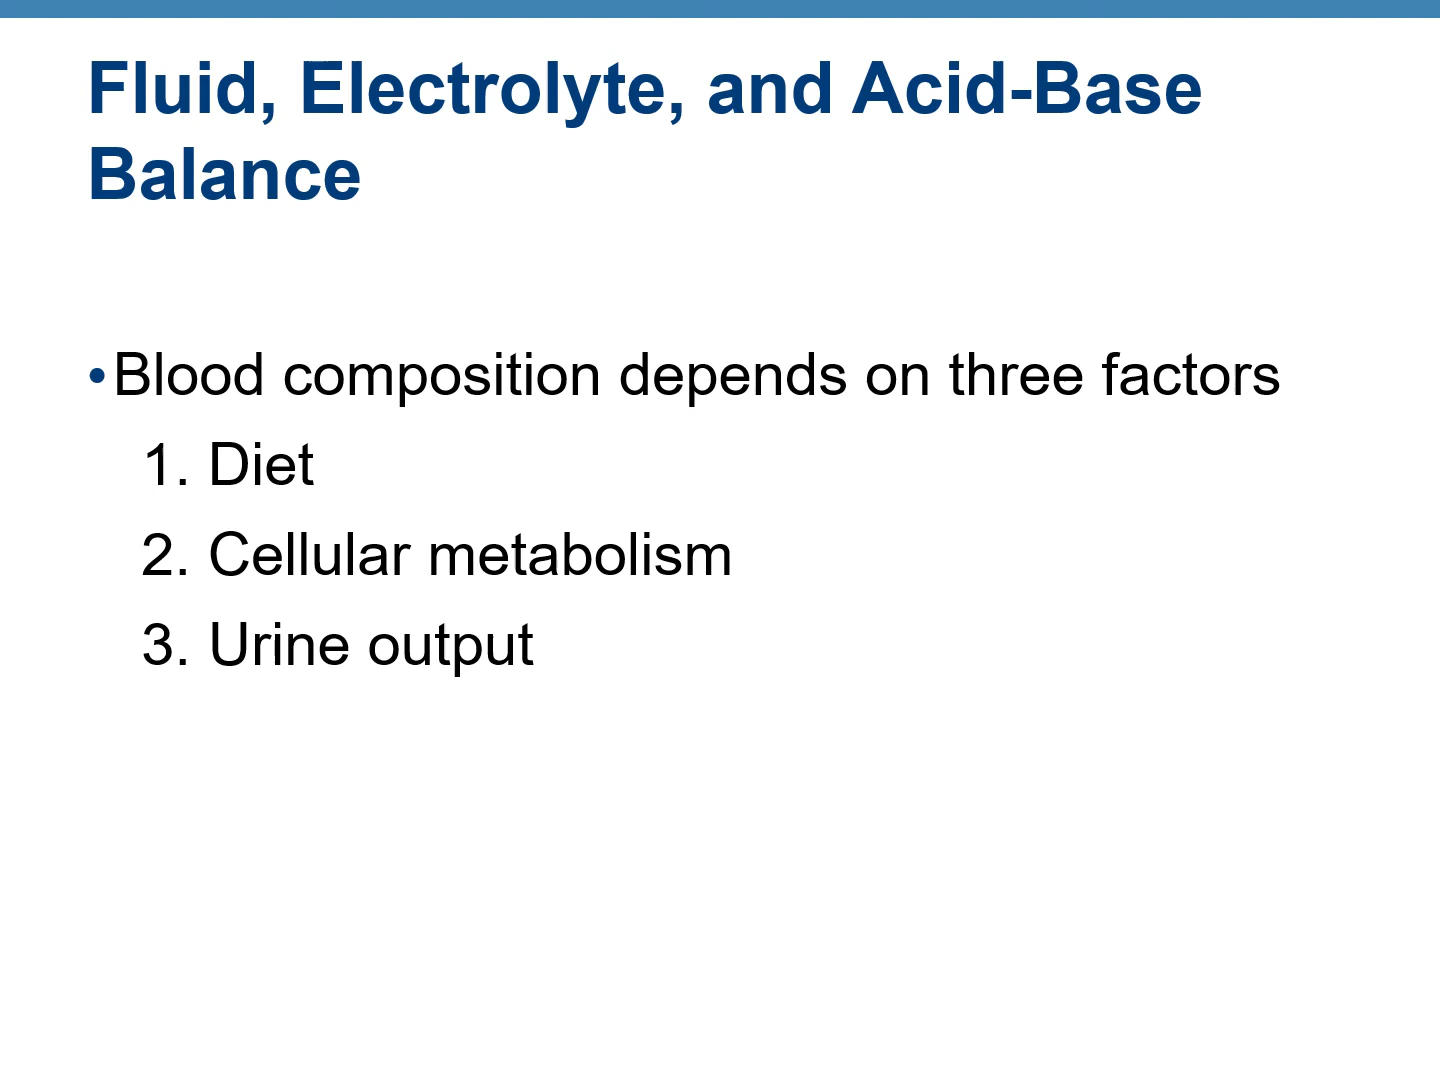 Fluid, Electrolyte, and Acid-Base
Balance
•Blood composition depends on three factors
1. Diet
2. Cellular metabolism
3. Urine output